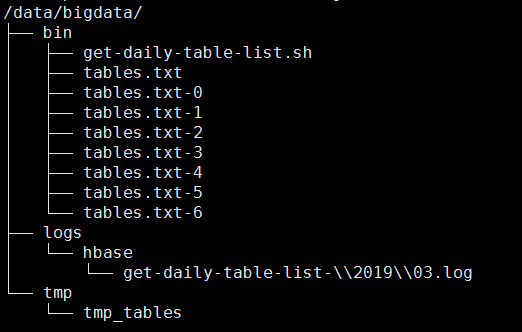 /data/bigdata/
├── bin
│   ├── get-daily-table-list.sh
│   ├── tables.txt
│   ├── tables.txt-0
│   ├── tables.txt-1
│   ├── tables.txt-2
│   ├── tables.txt-3
│   ├── tables.txt-4
│   ├── tables.txt-5
│   └── tables.txt-6
├── logs
│   └── hbase
│       └── get-daily-table-list-\\2019\\03.log
└── tmp
    └── tmp_tables